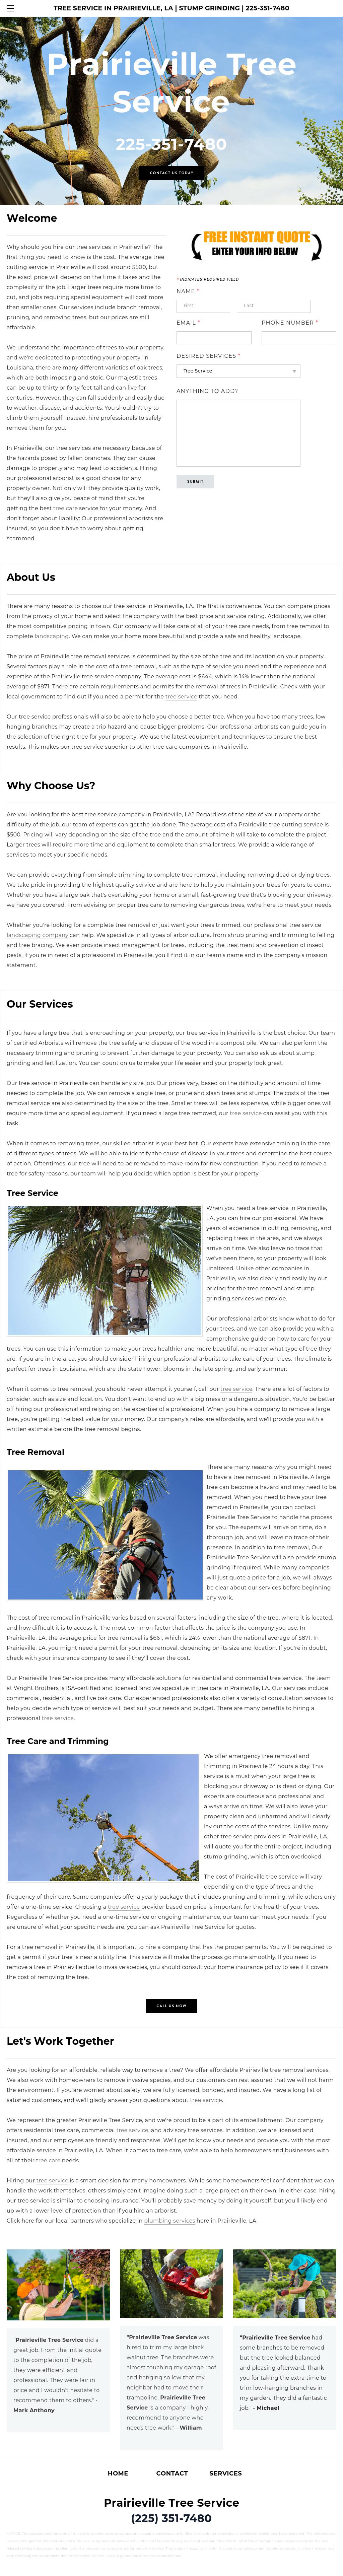 TREE SERVICE IN PRAIRIEVILLE, LA | STUMP GRINDING | 225-351-7480
Prairieville Tree
Service
225-351-7480
CONTACT US TODAY
Welcome
Why should you hire our tree services in Prairieville? The
first thing you need to know is the cost. The average tree
cutting service in Prairieville will cost around $500, but
the exact price will depend on the time it takes and the
complexity of the job. Larger trees require more time to
cut, and jobs requiring special equipment will cost more
than smaller ones. Our services include branch removal,
pruning, and removing trees, but our prices are still
affordable.
We understand the importance of trees to your property,
and we're dedicated to protecting your property. In
Louisiana, there are many different varieties of oak trees,
which are both imposing and stoic. Our majestic trees
can be up to thirty or forty feet tall and can live for
centuries. However, they can fall suddenly and easily due
to weather, disease, and accidents. You shouldn't try to
climb them yourself. Instead, hire professionals to safely
remove them for you.
In Prairieville, our tree services are necessary because of
the hazards posed by fallen branches. They can cause
damage to property and may lead to accidents. Hiring
our professional arborist is a good choice for any
property owner. Not only will they provide quality work,
but they'll also give you peace of mind that you're
getting the best tree care service for your money. And
don't forget about liability: Our professional arborists are
insured, so you don't have to worry about getting
scammed.
FREE INSTANT QUOTE
ENTER YOUR INFO BELOW
* INDICATES REQUIRED FIELD
NAME *
First Last
EMAIL * PHONE NUMBER *
DESIRED SERVICES *
Tree Service
ANYTHING TO ADD?
SUBMIT
About Us
There are many reasons to choose our tree service in Prairieville, LA. The first is convenience. You can compare prices
from the privacy of your home and select the company with the best price and service rating. Additionally, we offer
the most competitive pricing in town. Our company will take care of all of your tree care needs, from tree removal to
complete landscaping. We can make your home more beautiful and provide a safe and healthy landscape.
The price of Prairieville tree removal services is determined by the size of the tree and its location on your property.
Several factors play a role in the cost of a tree removal, such as the type of service you need and the experience and
expertise of the Prairieville tree service company. The average cost is $644, which is 14% lower than the national
average of $871. There are certain requirements and permits for the removal of trees in Prairieville. Check with your
local government to find out if you need a permit for the tree service that you need.
Our tree service professionals will also be able to help you choose a better tree. When you have too many trees, low-
hanging branches may create a trip hazard and cause bigger problems. Our professional arborists can guide you in
the selection of the right tree for your property. We use the latest equipment and techniques to ensure the best
results. This makes our tree service superior to other tree care companies in Prairieville.
Why Choose Us?
Are you looking for the best tree service company in Prairieville, LA? Regardless of the size of your property or the
difficulty of the job, our team of experts can get the job done. The average cost of a Prairieville tree cutting service is
$500. Pricing will vary depending on the size of the tree and the amount of time it will take to complete the project.
Larger trees will require more time and equipment to complete than smaller trees. We provide a wide range of
services to meet your specific needs.
We can provide everything from simple trimming to complete tree removal, including removing dead or dying trees.
We take pride in providing the highest quality service and are here to help you maintain your trees for years to come.
Whether you have a large oak that's overtaking your home or a small, fast-growing tree that's blocking your driveway,
we have you covered. From advising on proper tree care to removing dangerous trees, we're here to meet your needs.
Whether you're looking for a complete tree removal or just want your trees trimmed, our professional tree service
landscaping company can help. We specialize in all types of arboriculture, from shrub pruning and trimming to felling
and tree bracing. We even provide insect management for trees, including the treatment and prevention of insect
pests. If you're in need of a professional in Prairieville, you'll find it in our team's name and in the company's mission
statement.
Our Services
If you have a large tree that is encroaching on your property, our tree service in Prairieville is the best choice. Our team
of certified Arborists will remove the tree safely and dispose of the wood in a compost pile. We can also perform the
necessary trimming and pruning to prevent further damage to your property. You can also ask us about stump
grinding and fertilization. You can count on us to make your life easier and your property look great.
Our tree service in Prairieville can handle any size job. Our prices vary, based on the difficulty and amount of time
needed to complete the job. We can remove a single tree, or prune and slash trees and stumps. The costs of the tree
removal service are also determined by the size of the tree. Smaller trees will be less expensive, while bigger ones will
require more time and special equipment. If you need a large tree removed, our tree service can assist you with this
task.
When it comes to removing trees, our skilled arborist is your best bet. Our experts have extensive training in the care
of different types of trees. We will be able to identify the cause of disease in your trees and determine the best course
of action. Oftentimes, our tree will need to be removed to make room for new construction. If you need to remove a
tree for safety reasons, our team will help you decide which option is best for your property.
Tree Service
When you need a tree service in Prairieville,
LA, you can hire our professional. We have
years of experience in cutting, removing, and
replacing trees in the area, and we always
arrive on time. We also leave no trace that
we've been there, so your property will look
unaltered. Unlike other companies in
Prairieville, we also clearly and easily lay out
pricing for the tree removal and stump
grinding services we provide.
Our professional arborists know what to do for
your trees, and we can also provide you with a
comprehensive guide on how to care for your
trees. You can use this information to make your trees healthier and more beautiful, no matter what type of tree they
are. If you are in the area, you should consider hiring our professional arborist to take care of your trees. The climate is
perfect for trees in Louisiana, which are the state flower, blooms in the late spring, and early summer.
When it comes to tree removal, you should never attempt it yourself, call our tree service. There are a lot of factors to
consider, such as size and location. You don't want to end up with a big mess or a dangerous situation. You'd be better
off hiring our professional and relying on the expertise of a professional. When you hire a company to remove a large
tree, you're getting the best value for your money. Our company's rates are affordable, and we'll provide you with a
written estimate before the tree removal begins.
Tree Removal
There are many reasons why you might need
to have a tree removed in Prairieville. A large
tree can become a hazard and may need to be
removed. When you need to have your tree
removed in Prairieville, you can contact
Prairieville Tree Service to handle the process
for you. The experts will arrive on time, do a
thorough job, and will leave no trace of their
presence. In addition to tree removal, Our
Prairieville Tree Service will also provide stump
grinding if required. While many companies
will just quote a price for a job, we will always
be clear about our services before beginning
any work.
The cost of tree removal in Prairieville varies based on several factors, including the size of the tree, where it is located,
and how difficult it is to access it. The most common factor that affects the price is the company you use. In
Prairieville, LA, the average price for tree removal is $661, which is 24% lower than the national average of $871. In
Prairieville, LA, you might need a permit for your tree removal, depending on its size and location. If you're in doubt,
check with your insurance company to see if they'll cover the cost.
Our Prairieville Tree Service provides many affordable solutions for residential and commercial tree service. The team
at Wright Brothers is ISA-certified and licensed, and we specialize in tree care in Prairieville, LA. Our services include
commercial, residential, and live oak care. Our experienced professionals also offer a variety of consultation services to
help you decide which type of service will best suit your needs and budget. There are many benefits to hiring a
professional tree service.
Tree Care and Trimming
We offer emergency tree removal and
trimming in Prairieville 24 hours a day. This
service is a must when your large tree is
blocking your driveway or is dead or dying. Our
experts are courteous and professional and
always arrive on time. We will also leave your
property clean and unharmed and will clearly
lay out the costs of the services. Unlike many
other tree service providers in Prairieville, LA,
will quote you for the entire project, including
stump grinding, which is often overlooked.
The cost of Prairieville tree service will vary
depending on the type of trees and the
frequency of their care. Some companies offer a yearly package that includes pruning and trimming, while others only
offer a one-time service. Choosing a tree service provider based on price is important for the health of your trees.
Regardless of whether you need a one-time service or ongoing maintenance, our team can meet your needs. If you
are unsure of what your specific needs are, you can ask Prairieville Tree Service for quotes.
For a tree removal in Prairieville, it is important to hire a company that has the proper permits. You will be required to
get a permit if your tree is near a utility line. This service will make the process go more smoothly. If you need to
remove a tree in Prairieville due to invasive species, you should consult your home insurance policy to see if it covers
the cost of removing the tree.
CALL US NOW
Let's Work Together
Are you looking for an affordable, reliable way to remove a tree? We offer affordable Prairieville tree removal services.
We also work with homeowners to remove invasive species, and our customers can rest assured that we will not harm
the environment. If you are worried about safety, we are fully licensed, bonded, and insured. We have a long list of
satisfied customers, and we'll gladly answer your questions about tree service.
We represent the greater Prairieville Tree Service, and we're proud to be a part of its embellishment. Our company
offers residential tree care, commercial tree service, and advisory tree services. In addition, we are licensed and
insured, and our employees are friendly and responsive. We'll get to know your needs and provide you with the most
affordable service in Prairieville, LA. When it comes to tree care, we're able to help homeowners and businesses with
all of their tree care needs.
Hiring our tree service is a smart decision for many homeowners. While some homeowners feel confident that we can
handle the work themselves, others simply can't imagine doing such a large project on their own. In either case, hiring
our tree service is similar to choosing insurance. You'll probably save money by doing it yourself, but you'll likely end
up with a lower level of protection than if you hire an arborist.
Click here for our local partners who specialize in plumbing services here in Prairieville, LA.
"Prairieville Tree Service did a
great job. From the initial quote
to the completion of the job,
they were efficient and
professional. They were fair in
price and I wouldn't hesitate to
recommend them to others." -
Mark Anthony
"Prairieville Tree Service was
hired to trim my large black
walnut tree. The branches were
almost touching my garage roof
and hanging so low that my
neighbor had to move their
trampoline. Prairieville Tree
Service is a company I highly
recommend to anyone who
needs tree work." - William
"Prairieville Tree Service had
some branches to be removed,
but the tree looked balanced
and pleasing afterward. Thank
you for taking the extra time to
trim low-hanging branches in
my garden. They did a fantastic
job." - Michael
HOME CONTACT SERVICES
Prairieville Tree Service
(225) 351-7480